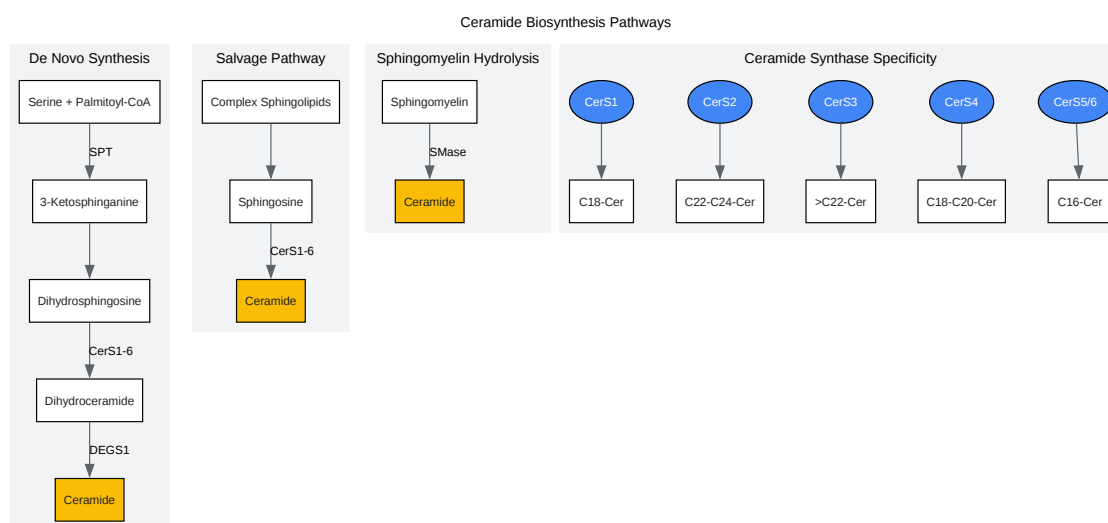 Ceramide Biosynthesis Pathways
De Novo Synthesis
Serine + Palmitoyl-CoA
SPT
3-Ketosphinganine
Dihydrosphingosine
CerS1-6
Dihydroceramide
DEGS1
Ceramide
Salvage Pathway
Complex Sphingolipids
Sphingosine
CerS1-6
Ceramide
Sphingomyelin Hydrolysis
Sphingomyelin
SMase
Ceramide
Ceramide Synthase Specificity
CerS1
CerS2
CerS3
CerS4
CerS5/6
C18-Cer
C22-C24-Cer
>C22-Cer
C18-C20-Cer
C16-Cer